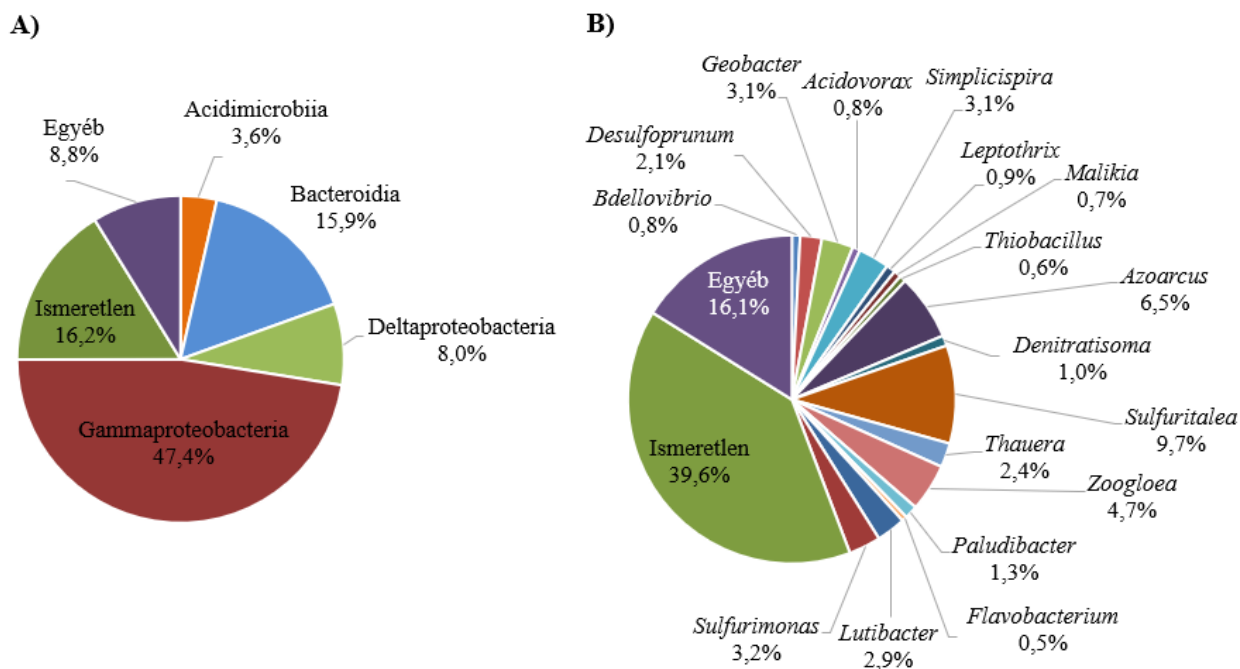 A)
Egyéb
8,8%
Acidimicrobiia
3,6%
Bacteroidia
15,9%
Deltaproteobacteria
8,0%
Gammaproteobacteria
47,4%
Ismeretlen
16,2%
B)
Bdellovibrio
0,8%
Desulfoprunum
2,1%
Geobacter
3,1%
Acidovorax
0,8%
Simplicispira
3,1%
Leptothrix
0,9%
Malikia
0,7%
Thiobacillus
0,6%
Azoarcus
6,5%
Denitratisoma
1,0%
Sulfuritalea
9,7%
Thauera
2,4%
Zoogloea
4,7%
Paludibacter
1,3%
Flavobacterium
0,5%
Lutibacter
2,9%
Sulfurimonas
3,2%
Ismeretlen
39,6%
Egyéb
16,1%